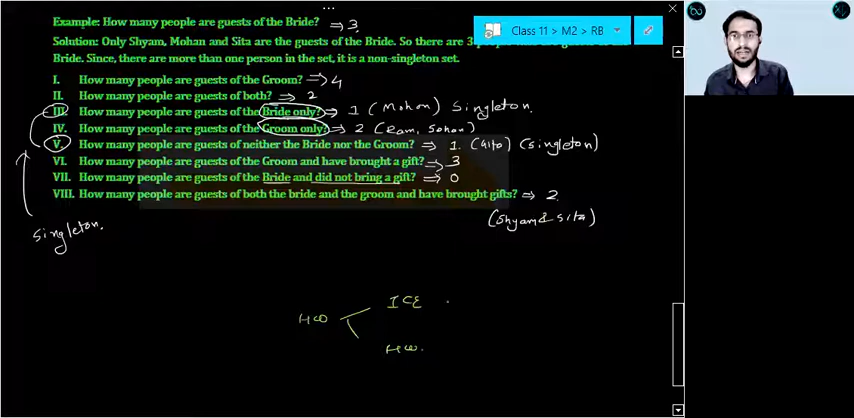 Example: How many people are guests of the Bride? ⇒ 3.
Solution: Only Shyam, Mohan and Sita are the guests of the Bride. So there are 3
Bride. Since, there are more than one person in the set, it is a non-singleton set.
I. How many people are guests of the Groom? ⇒ 4
II. How many people are guests of both? ⇒ 2
III. How many people are guests of the Bride only? ⇒ 1 (Mohan) Singleton.
IV. How many people are guests of the Groom only? ⇒ 2 (Ram, Sohan)
V. How many people are guests of neither the Bride nor the Groom? ⇒ 1. (Gita) (Singleton)
VI. How many people are guests of the Groom and have brought a gift? ⇒ 3
VII. How many people are guests of the Bride and did not bring a gift? ⇒ 0
VIII. How many people are guests of both the bride and the groom and have brought gifts? ⇒ 2
(Shyam & Sita)
Singleton.
ICE
HW.
Class 11 > M2 > RB